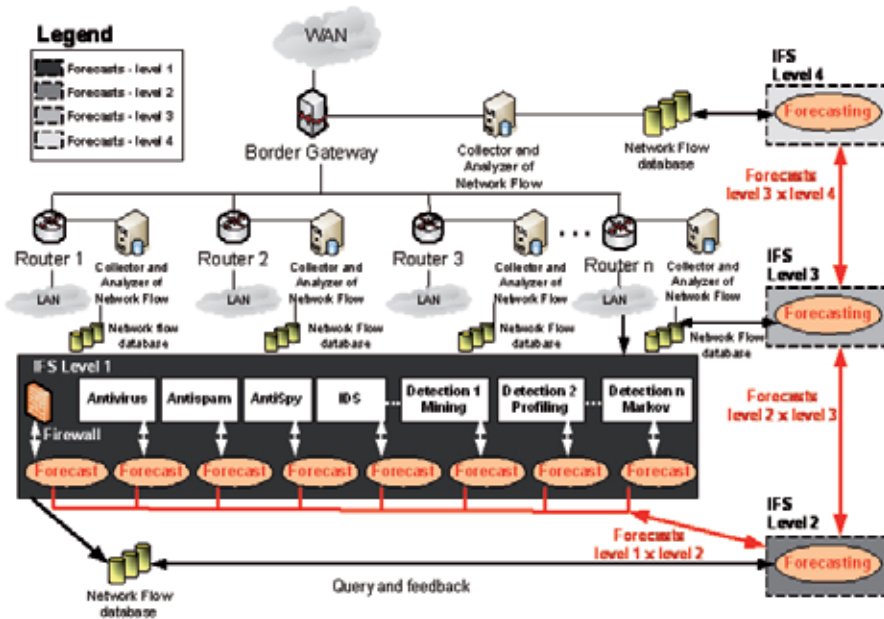 Legend
Forecasts - level 1
Forecasts - level 2
Forecasts - level 3
Forecasts - level 4
WAN
Border Gateway
Collector and
Analyzer of
Network Flow
Network Flow
database
IFS
Level 4
Forecasting
Forecasts
level 3 x level 4
Router 1
LAN
Collector and
Analyzer of
Network Flow
Network flow
database
Router 2
LAN
Collector and
Analyzer of
Network Flow
Network Flow
database
Router 3
LAN
Collector and
Analyzer of
Network Flow
Network Flow
database
...
Router n
LAN
Collector and
Analyzer of
Network Flow
Network Flow
database
IFS
Level 3
Forecasting
Forecasts
level 2 x level 3
IFS Level 1
Firewall
Antivirus
Antispam
AntiSpy
IDS
...
Detection 1
Mining
Detection 2
Profiling
...
Detection n
Markov
Forecast
Forecast
Forecast
Forecast
Forecast
Forecast
Forecast
Forecast
Forecasts
level 1 x level 2
IFS
Level 2
Forecasting
Network Flow
database
Query and feedback